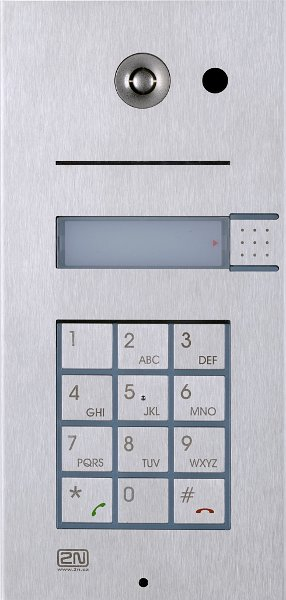 1 2 3
ABC DEF
4 5 6
GHI JKL MNO
7 8 9
PQRS TUV WXYZ
* 0 #
2N
www.2n.cz